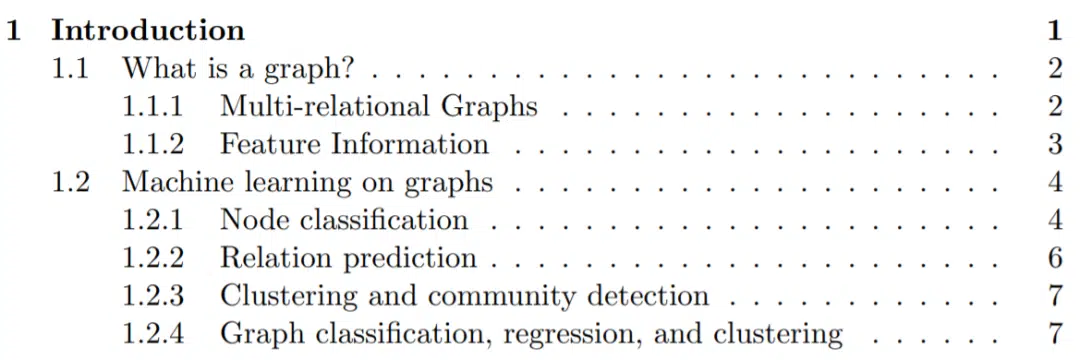 1 Introduction 1
1.1 What is a graph? . . . . . . . . . . . . . . . . . . . . . . . . . . . 2
1.1.1 Multi-relational Graphs . . . . . . . . . . . . . . . . . . . 2
1.1.2 Feature Information . . . . . . . . . . . . . . . . . . . . . 3
1.2 Machine learning on graphs . . . . . . . . . . . . . . . . . . . . . 4
1.2.1 Node classification . . . . . . . . . . . . . . . . . . . . . . 4
1.2.2 Relation prediction . . . . . . . . . . . . . . . . . . . . . . 6
1.2.3 Clustering and community detection . . . . . . . . . . . . 7
1.2.4 Graph classification, regression, and clustering . . . . . . 7